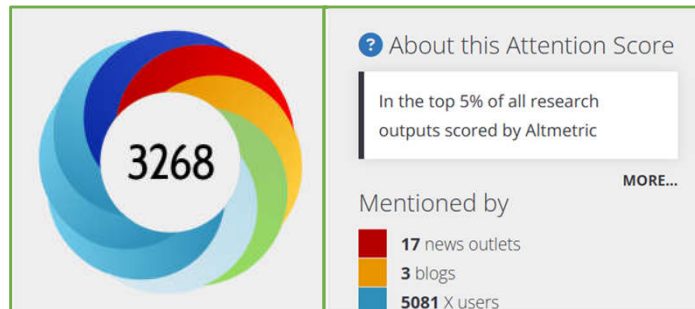 3268
? About this Attention Score
In the top 5% of all research
outputs scored by Altmetric
MORE...
Mentioned by
17 news outlets
3 blogs
5081 X users